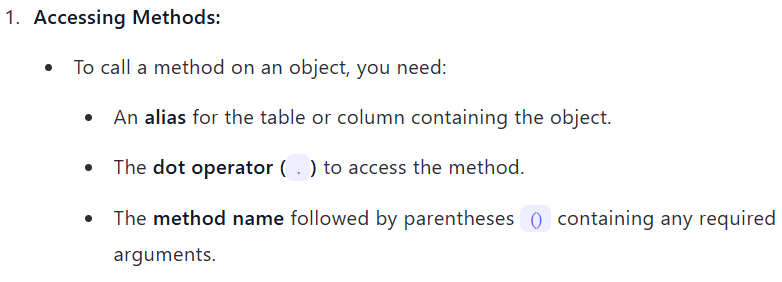 1. Accessing Methods:
• To call a method on an object, you need:
• An alias for the table or column containing the object.
• The dot operator ( . ) to access the method.
• The method name followed by parentheses () containing any required
arguments.